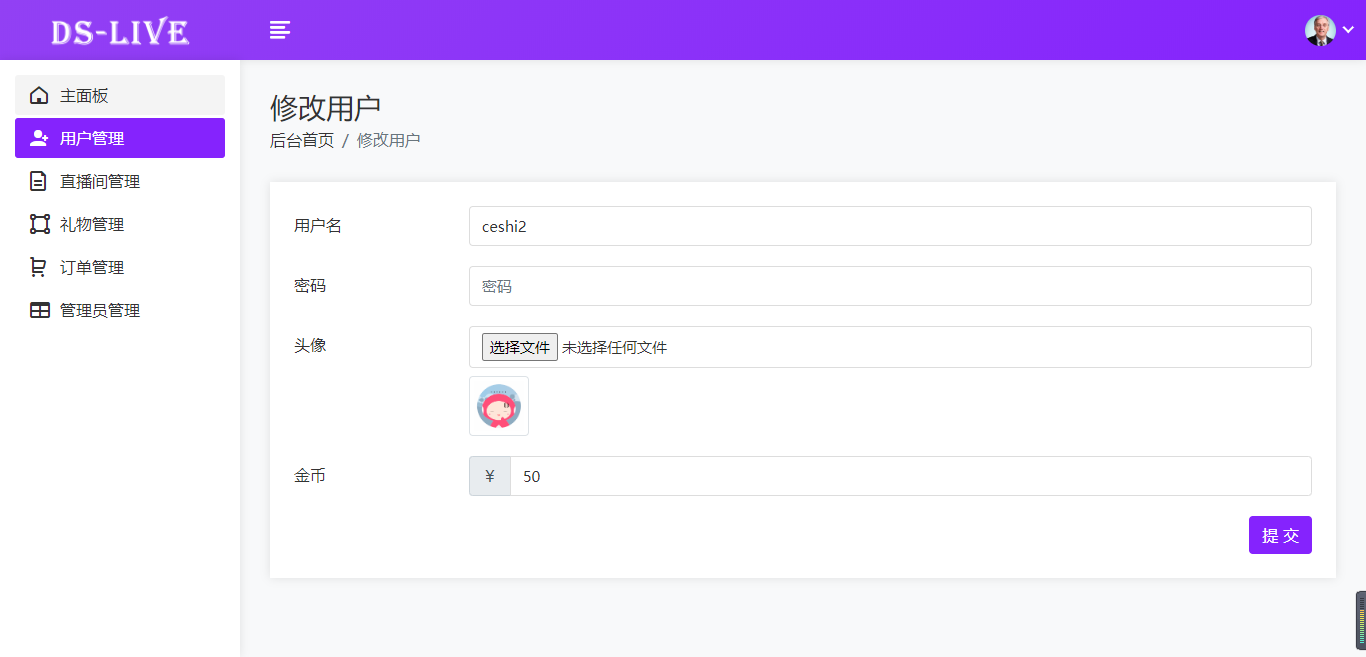 DS-LIVE
主面板
用户管理
直播间管理
礼物管理
订单管理
管理员管理
修改用户
后台首页 / 修改用户
用户名 ceshi2
密码 密码
头像 选择文件 未选择任何文件
金币 ¥ 50
提 交